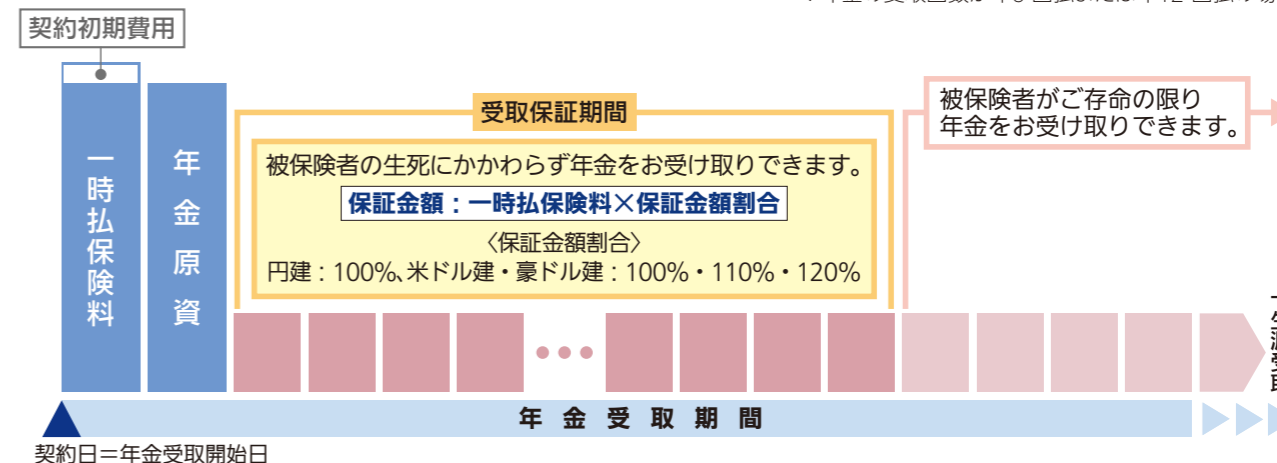 契約初期費用
一時払保険料
年金原資
受取保証期間
被保険者の生死にかかわらず年金をお受け取りできます。
保証金額：一時払保険料×保証金額割合
〈保証金額割合〉
円建：100%、米ドル建・豪ドル建：100%・110%・120%
被保険者がご存命の限り
年金をお受け取りできます。
年金受取期間
契約日＝年金受取開始日